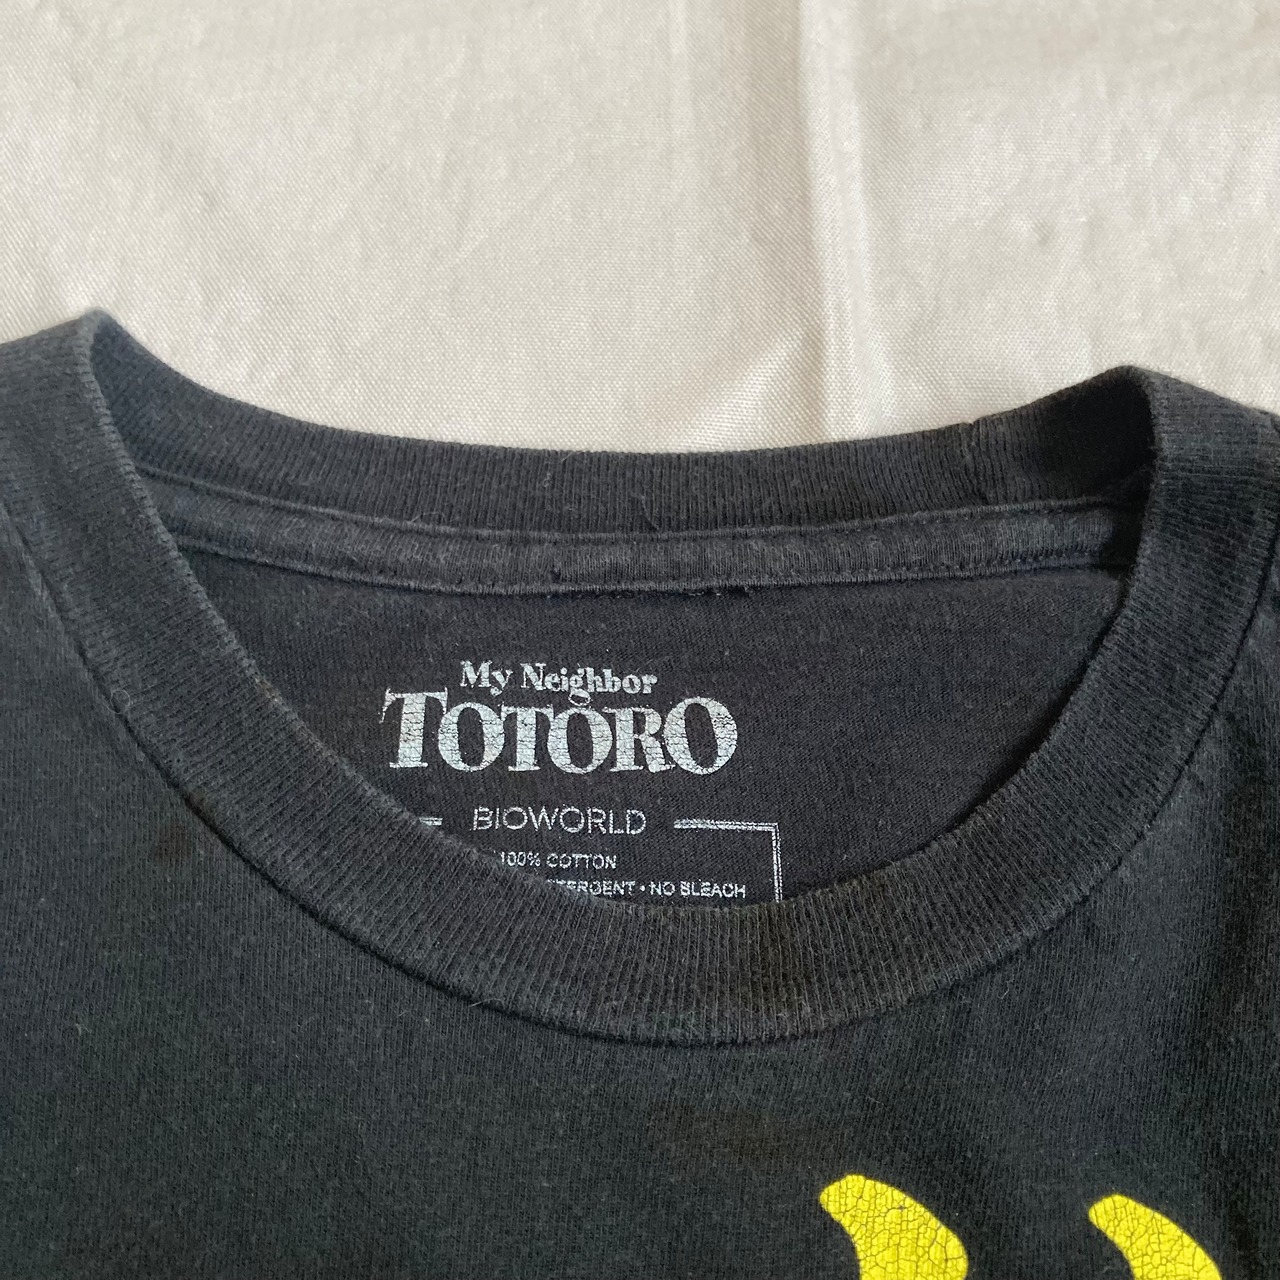 My Neighbor
TOTORO
BIOWORLD
100% COTTON
• NO BLEACH